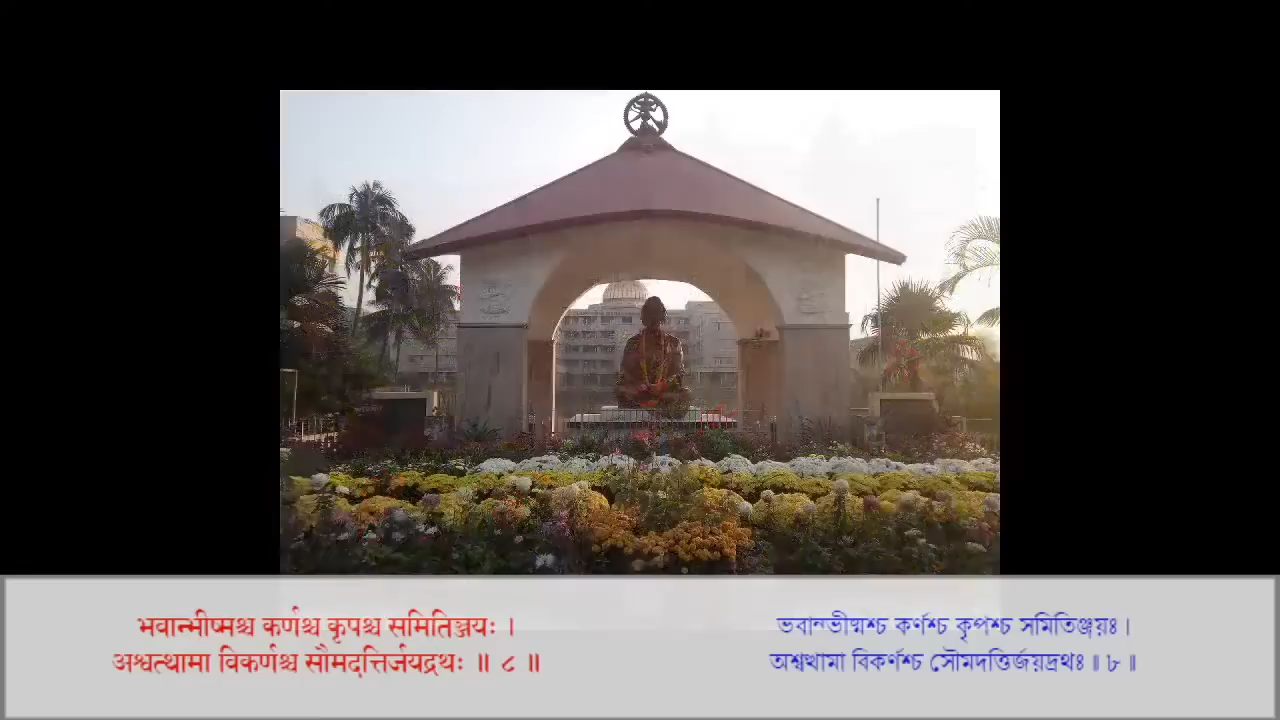 भवान्भीष्मश्च कर्णश्च कृपश्च समितिञ्जयः ।
अश्वत्थामा विकर्णश्च सौमदत्तिर्जयद्रथः ॥ ८ ॥
ভবানভীষ্মশ্চ কর্ণশ্চ কৃপশ্চ সমিতিঞ্জয়ঃ।
অশ্বত্থামা বিকর্ণশ্চ সৌমদত্তির্জয়দ্রথঃ॥ ৮ ॥